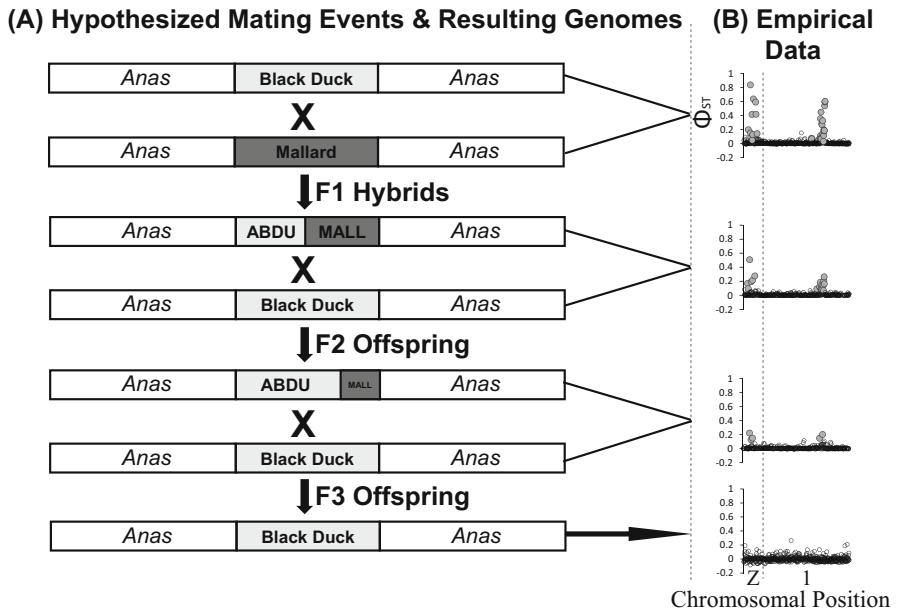 (A) Hypothesized Mating Events & Resulting Genomes
(B) Empirical Data
Anas Black Duck Anas
X
Anas Mallard Anas
F1 Hybrids
Anas ABDU MALL Anas
X
Anas Black Duck Anas
F2 Offspring
Anas ABDU MALL Anas
X
Anas Black Duck Anas
F3 Offspring
Anas Black Duck Anas
ΦST
1
0.8
0.6
0.4
0.2
0
-0.2
1
0.8
0.6
0.4
0.2
0
-0.2
1
0.8
0.6
0.4
0.2
0
-0.2
1
0.8
0.6
0.4
0.2
0
-0.2
Z 1
Chromosomal Position